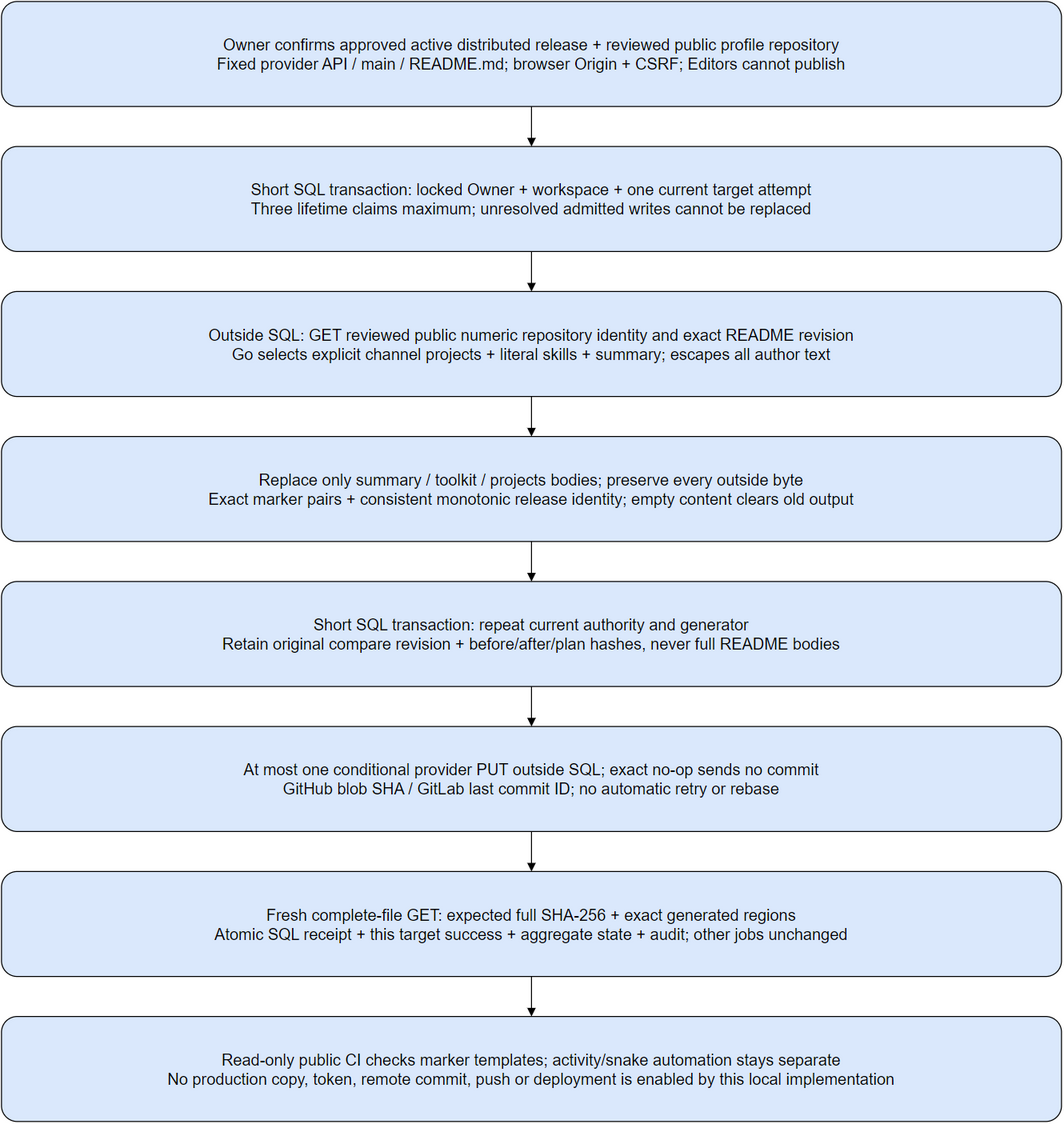 Owner confirms approved active distributed release + reviewed public profile repository
Fixed provider API / main / README.md; browser Origin + CSRF; Editors cannot publish
Short SQL transaction: locked Owner + workspace + one current target attempt
Three lifetime claims maximum; unresolved admitted writes cannot be replaced
Outside SQL: GET reviewed public numeric repository identity and exact README revision
Go selects explicit channel projects + literal skills + summary; escapes all author text
Replace only summary / toolkit / projects bodies; preserve every outside byte
Exact marker pairs + consistent monotonic release identity; empty content clears old output
Short SQL transaction: repeat current authority and generator
Retain original compare revision + before/after/plan hashes, never full README bodies
At most one conditional provider PUT outside SQL; exact no-op sends no commit
GitHub blob SHA / GitLab last commit ID; no automatic retry or rebase
Fresh complete-file GET: expected full SHA-256 + exact generated regions
Atomic SQL receipt + this target success + aggregate state + audit; other jobs unchanged
Read-only public CI checks marker templates; activity/snake automation stays separate
No production copy, token, remote commit, push or deployment is enabled by this local implementation